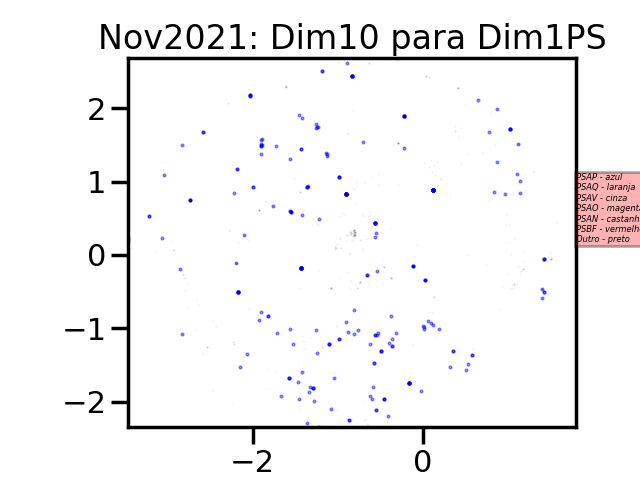 Nov2021: Dim10 para Dim1PS
PSAP - azul
PSAQ - laranja
PSAV - cinza
PSAO - magent
PSAN - castanh
PSBF - vermelh
Outro - preto
2
1
0
−1
−2
−2 0